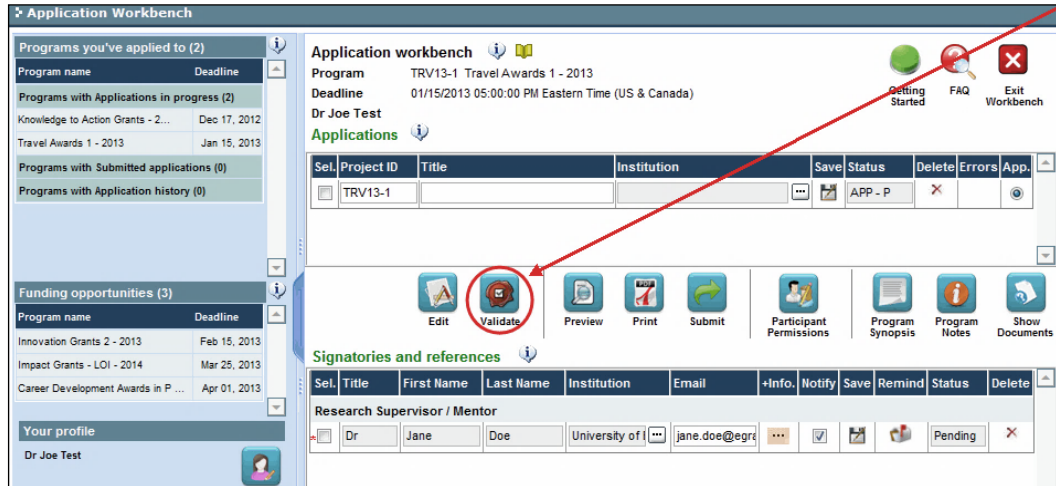 Application Workbench
Programs you've applied to (2)
Program name Deadline
Programs with Applications in progress (2)
Knowledge to Action Grants - 2... Dec 17, 2012
Travel Awards 1 - 2013 Jan 15, 2013
Programs with Submitted applications (0)
Programs with Application history (0)
Funding opportunities (3)
Program name Deadline
Innovation Grants 2 - 2013 Feb 15, 2013
Impact Grants - LOI - 2014 Mar 25, 2013
Career Development Awards in P ... Apr 01, 2013
Your profile
Dr Joe Test
Application workbench
Program TRV13-1 Travel Awards 1 - 2013
Deadline 01/15/2013 05:00:00 PM Eastern Time (US & Canada)
Dr Joe Test
Applications
Getting Started
FAQ
Exit Workbench
Sel. Project ID Title Institution Save Status Delete Errors App.
TRV13-1 ... APP - P
Edit
Validate
Preview
PDF
Print
Submit
Participant Permissions
Program Synopsis
Program Notes
Show Documents
Signatories and references
Sel. Title First Name Last Name Institution Email +Info. Notify Save Remind Status Delete
Research Supervisor / Mentor
* Dr Jane Doe University of ... jane.doe@egra ... Pending